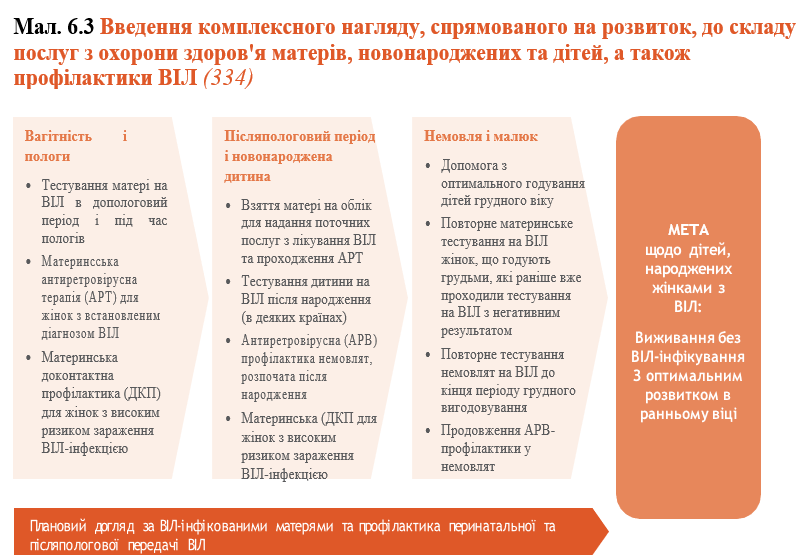 Мал. 6.3 Введення комплексного нагляду, спрямованого на розвиток, до складу
послуг з охорони здоров'я матерів, новонароджених та дітей, а також
профілактики ВІЛ (334)
Вагітність і
пологи
• Тестування матері на
ВІЛ в допологовий
період і під час
пологів
• Материнсська
антиретровірусна
терапія (АРТ) для
жінок з встановленим
діагнозом ВІЛ
• Материнська
доконтактна
профілактика (ДКП)
для жінок з високим
ризиком зараження
ВІЛ-інфекцією
Післяпологовий період
і новонароджена
дитина
• Взяття матері на облік
для надання поточних
послуг з лікування ВІЛ
та проходження АРТ
• Тестування дитини на
ВІЛ після народження
(в деяких країнах)
• Антиретровірусна (АРВ)
профілактика немовлят,
розпочата після
народження
• Материнська (ДКП для
жінок з високим
ризиком зараження
ВІЛ-інфекцією
Немовля і малюк
• Допомога з
оптимального годування
дітей грудного віку
• Повторне материнське
тестування на ВІЛ
жінок, що годують
грудьми, які раніше вже
проходили тестування
на ВІЛ з негативним
результатом
• Повторне тестування
немовлят на ВІЛ до
кінця періоду грудного
вигодовування
• Продовження АРВ-
профілактики у
немовлят
МЕТА
щодо дітей,
народжених
жінками з
ВІЛ:
Виживання без
ВІЛ-інфікування
З оптимальним
розвитком в
ранньому віці
Плановий догляд за ВІЛ-інфікованими матерями та профілактика перинатальної та
післяпологової передачі ВІЛ